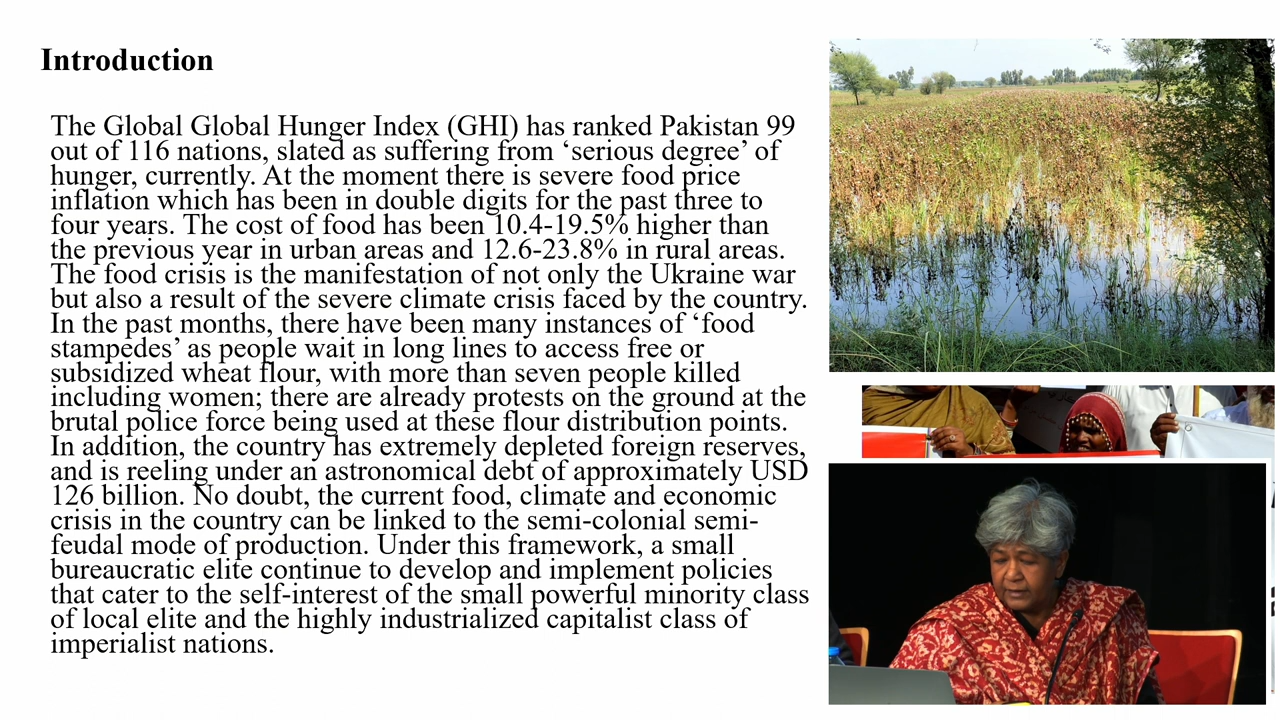 Introduction
The Global Global Hunger Index (GHI) has ranked Pakistan 99
out of 116 nations, slated as suffering from ‘serious degree’ of
hunger, currently. At the moment there is severe food price
inflation which has been in double digits for the past three to
four years. The cost of food has been 10.4-19.5% higher than
the previous year in urban areas and 12.6-23.8% in rural areas.
The food crisis is the manifestation of not only the Ukraine war
but also a result of the severe climate crisis faced by the country.
In the past months, there have been many instances of ‘food
stampedes’ as people wait in long lines to access free or
subsidized wheat flour, with more than seven people killed
including women; there are already protests on the ground at the
brutal police force being used at these flour distribution points.
In addition, the country has extremely depleted foreign reserves,
and is reeling under an astronomical debt of approximately USD
126 billion. No doubt, the current food, climate and economic
crisis in the country can be linked to the semi-colonial semi-
feudal mode of production. Under this framework, a small
bureaucratic elite continue to develop and implement policies
that cater to the self-interest of the small powerful minority class
of local elite and the highly industrialized capitalist class of
imperialist nations.